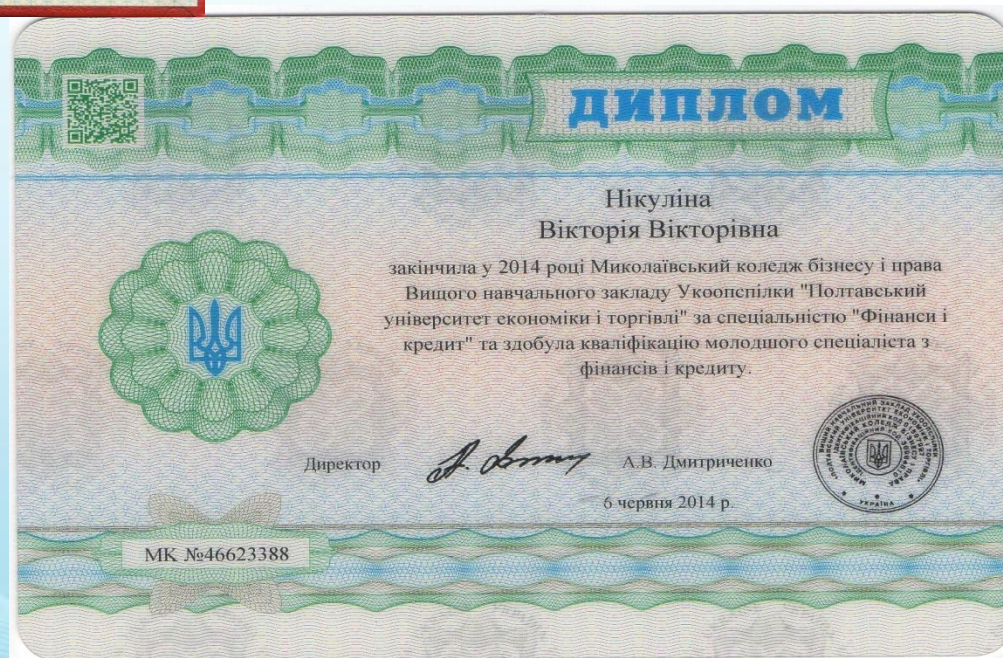 ДИПЛОМ
Нікуліна
Вікторія Вікторівна
закінчила у 2014 році Миколаївський коледж бізнесу і права
Вищого навчального закладу Укоопспілки "Полтавський
університет економіки і торгівлі" за спеціальністю "Фінанси і
кредит" та здобула кваліфікацію молодшого спеціаліста з
фінансів і кредиту.
Директор А.В. Дмитриченко
6 червня 2014 р.
МК №46623388
УКРАЇНА